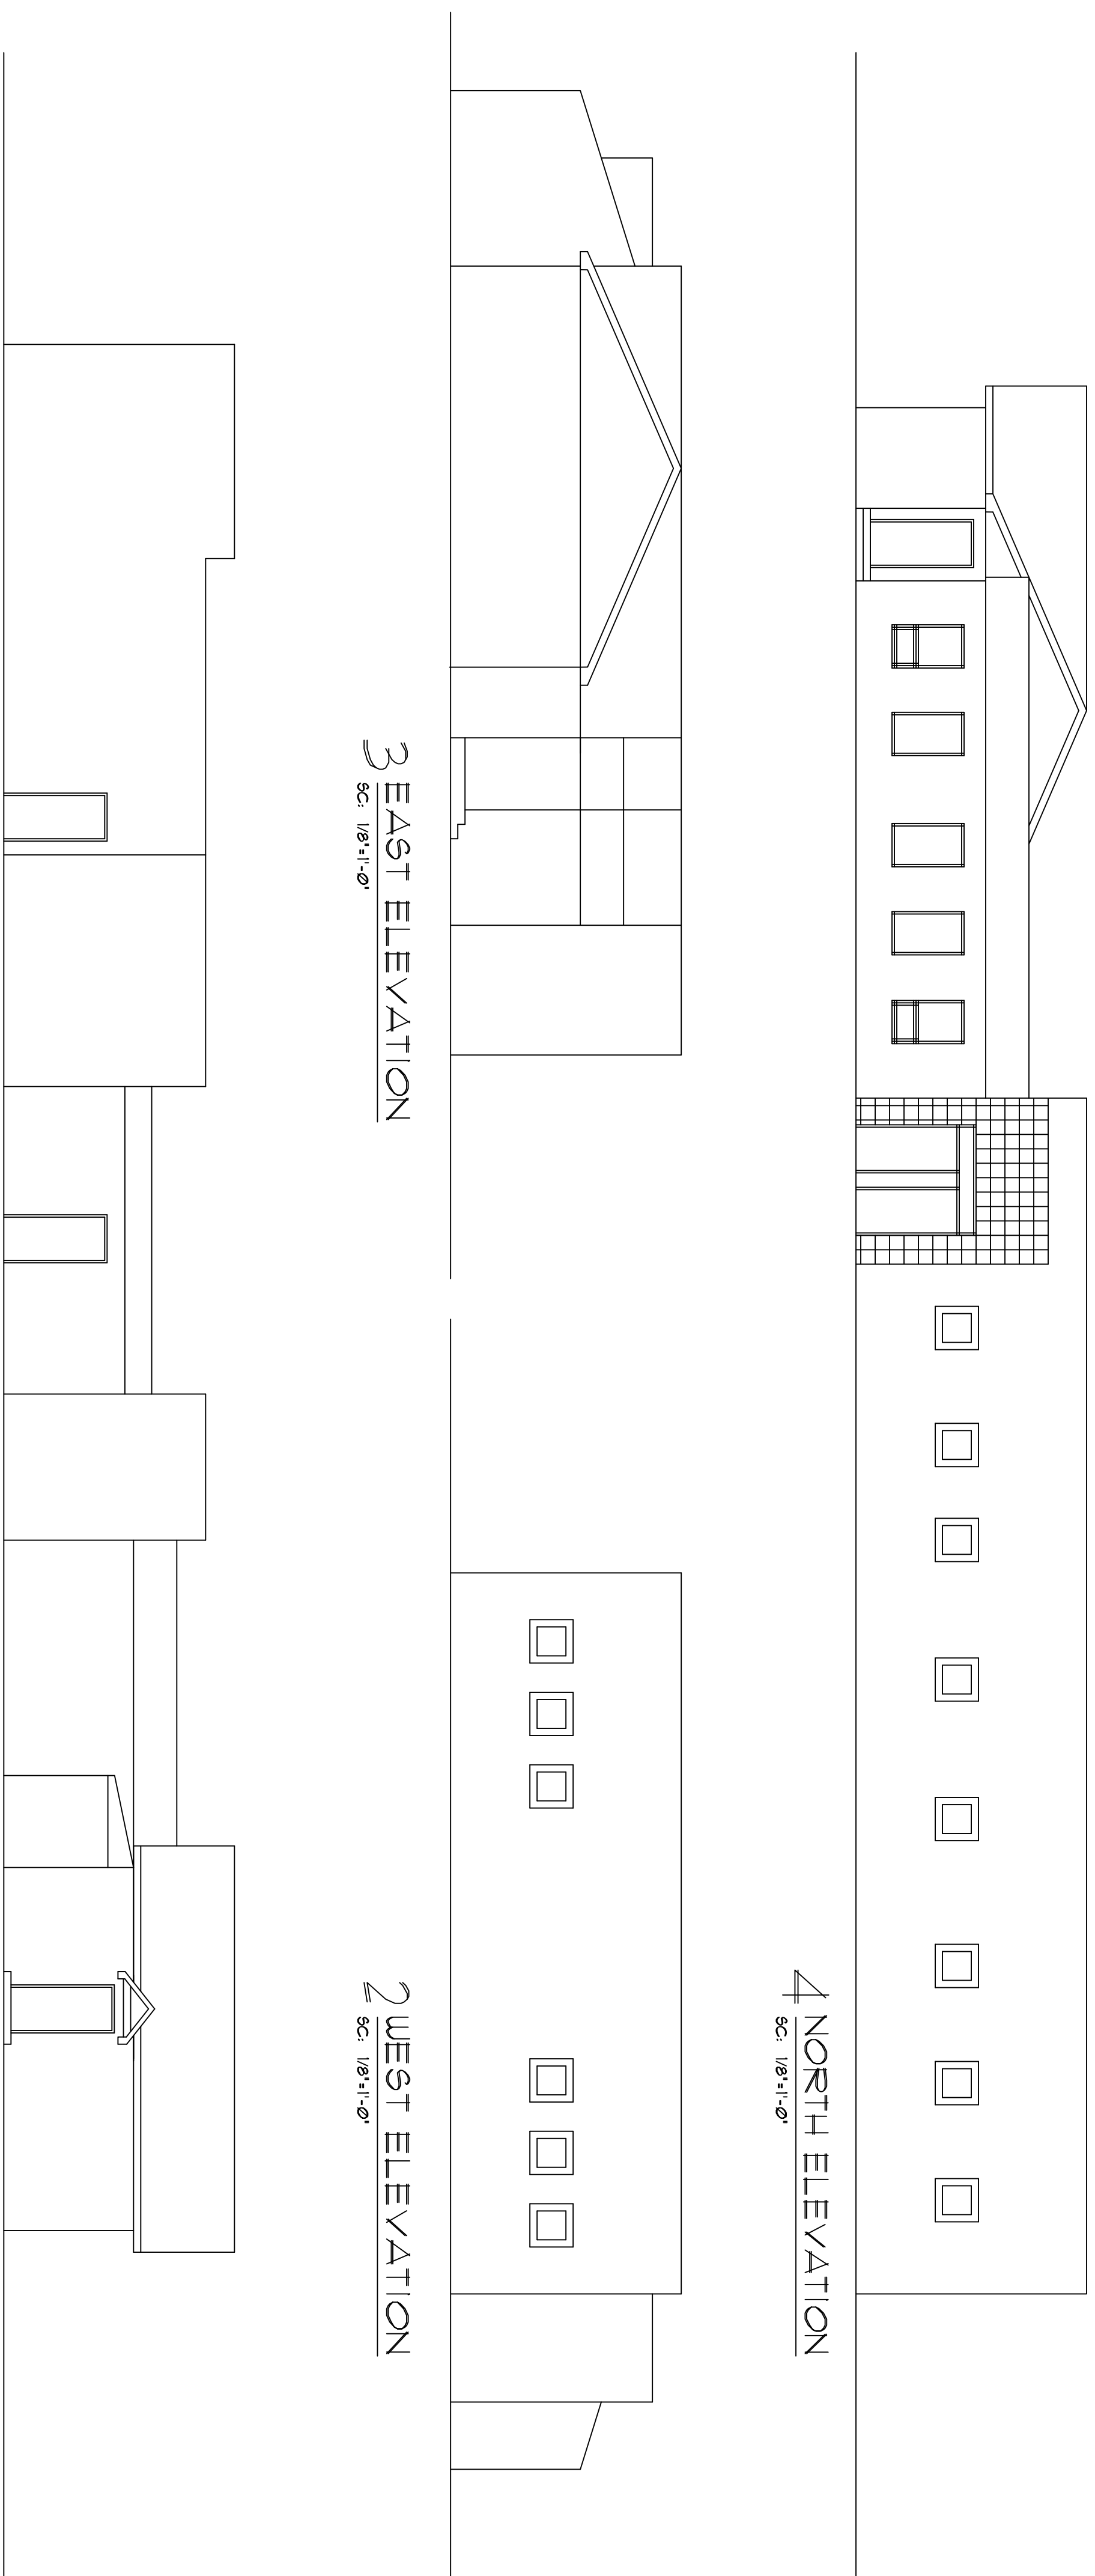 4 NORTH ELEVATION
SC: 1/8"=1'-0"
3 EAST ELEVATION
SC: 1/8"=1'-0"
2 WEST ELEVATION
SC: 1/8"=1'-0"